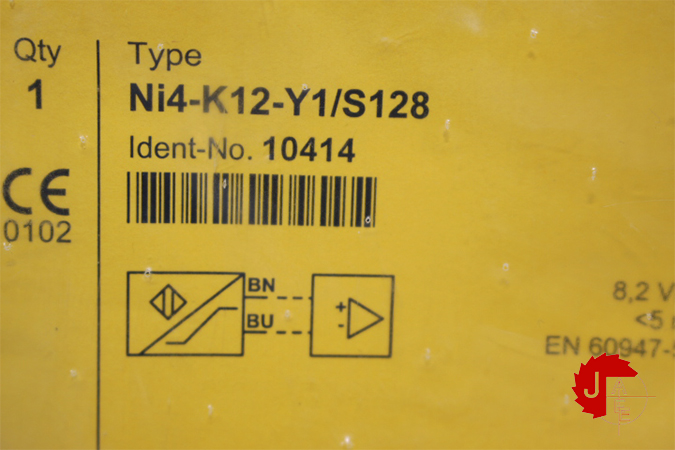 Qty
1
Type
Ni4-K12-Y1/S128
Ident-No. 10414
CE
0102
BN
BU
+
-
8,2 V
<5
EN 60947-5
J